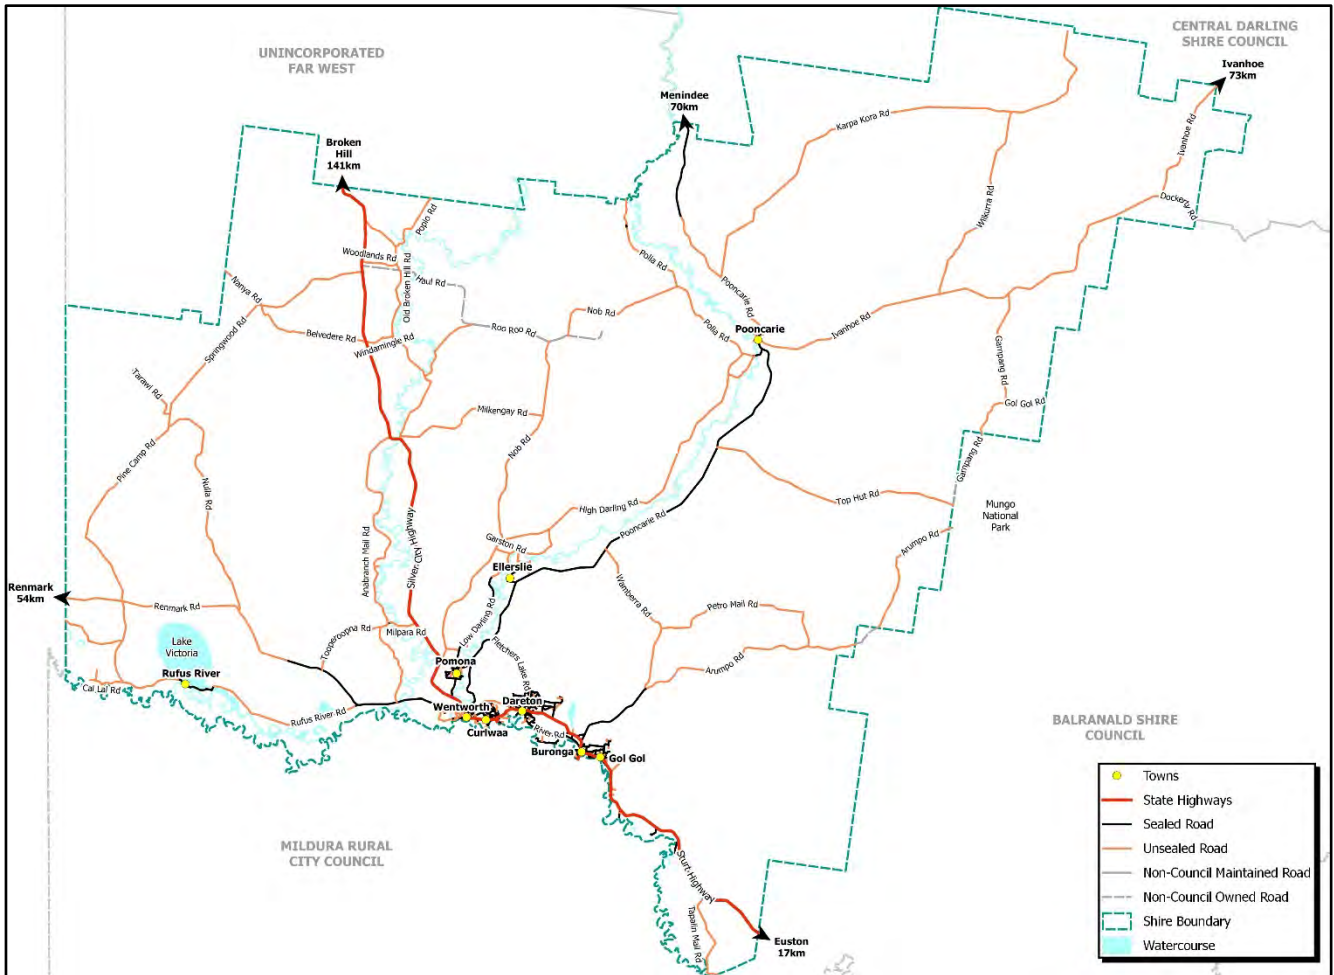 UNINCORPORATED
FAR WEST
CENTRAL DARLING
SHIRE COUNCIL
Ivanhoe
73km
Menindee
70km
Broken
Hill
141km
Karpa Kora Rd
Ivanhoe Rd
Wilkurra Rd
Dockery Rd
Popio Rd
Woodlands Rd
Old Broken Hill Rd
Haul Rd
Polia Rd
Pooncarie Rd
Nanya Rd
Nob Rd
Roo Roo Rd
Polia Rd
Pooncarie
Ivanhoe Rd
Springwood Rd
Belvedere Rd
Windamingle Rd
Gampang Rd
Tarawi Rd
Milkengay Rd
Gol Gol Rd
Pine Camp Rd
Nulla Rd
Nob Rd
Gampang Rd
Top Hut Rd
Mungo
National
Park
High Darling Rd
Pooncarie Rd
Anabranch Mail Rd
Silver City Highway
Garston Rd
Arumpo Rd
Ellerslie
Renmark
54km
Renmark Rd
Wamberra Rd
Petro Mail Rd
Low Darling Rd
Milpara Rd
Lake
Victoria
Fletchers Lake Rd
Pomona
Arumpo Rd
Rufus River
Cal Lal Rd
Dareton
Wentworth
Rufus River Rd
Curlwaa
River Rd
Buronga
Gol Gol
BALRANALD SHIRE
COUNCIL
MILDURA RURAL
CITY COUNCIL
Sturt Highway
Tapalin Mail Rd
Euston
17km
Towns
State Highways
Sealed Road
Unsealed Road
Non-Council Maintained Road
Non-Council Owned Road
Shire Boundary
Watercourse